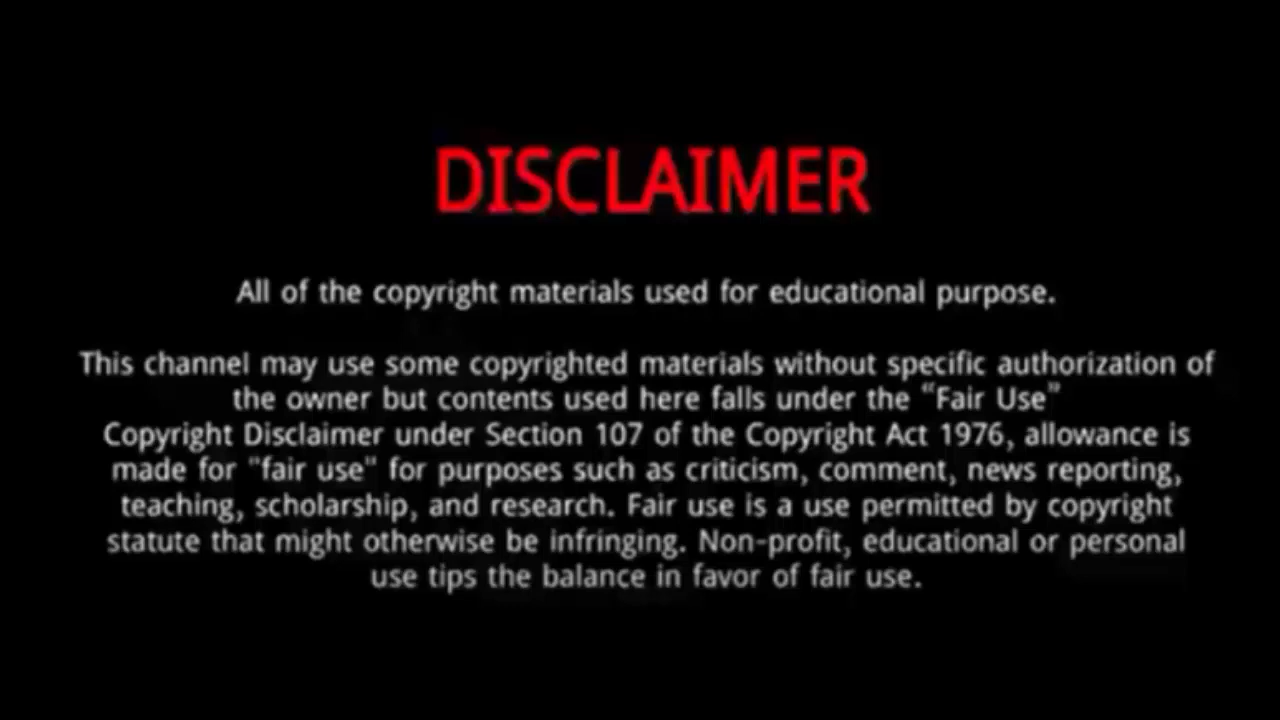 DISCLAIMER
All of the copyright materials used for educational purpose.
This channel may use some copyrighted materials without specific authorization of
the owner but contents used here falls under the “Fair Use”
Copyright Disclaimer under Section 107 of the Copyright Act 1976, allowance is
made for "fair use" for purposes such as criticism, comment, news reporting,
teaching, scholarship, and research. Fair use is a use permitted by copyright
statute that might otherwise be infringing. Non-profit, educational or personal
use tips the balance in favor of fair use.